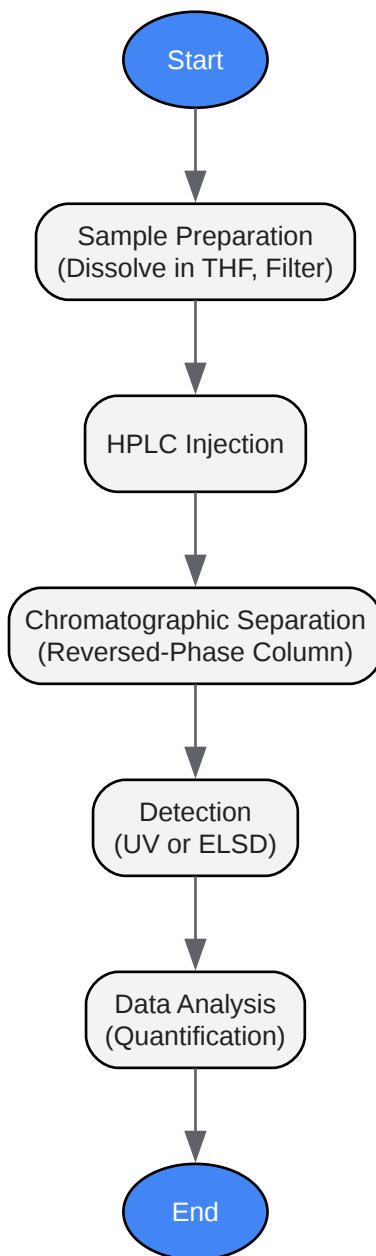 Start
Sample Preparation
(Dissolve in THF, Filter)
HPLC Injection
Chromatographic Separation
(Reversed-Phase Column)
Detection
(UV or ELSD)
Data Analysis
(Quantification)
End